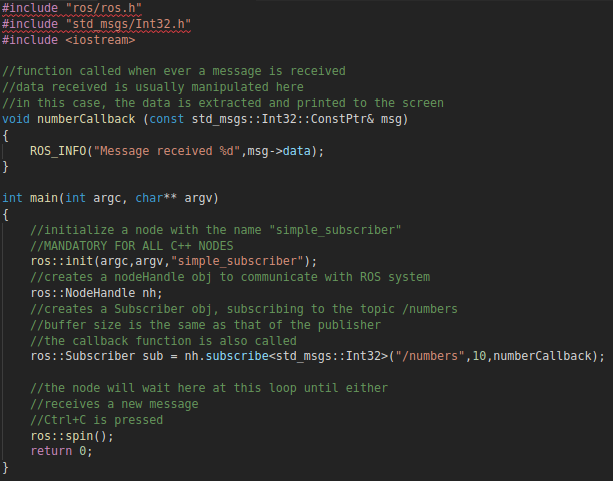 #include "ros/ros.h"
#include "std_msgs/Int32.h"
#include <iostream>

//function called when ever a message is received
//data received is usually manipulated here
//in this case, the data is extracted and printed to the screen
void numberCallback (const std_msgs::Int32::ConstPtr& msg)
{
    ROS_INFO("Message received %d",msg->data);
}

int main(int argc, char** argv)
{
    //initialize a node with the name "simple_subscriber"
    //MANDATORY FOR ALL C++ NODES
    ros::init(argc,argv,"simple_subscriber");
    //creates a nodeHandle obj to communicate with ROS system
    ros::NodeHandle nh;
    //creates a Subscriber obj, subscribing to the topic /numbers
    //buffer size is the same as that of the publisher
    //the callback function is also called
    ros::Subscriber sub = nh.subscribe<std_msgs::Int32>("/numbers",10,numberCallback);

    //the node will wait here at this loop until either
    //receives a new message
    //Ctrl+C is pressed
    ros::spin();
    return 0;
}